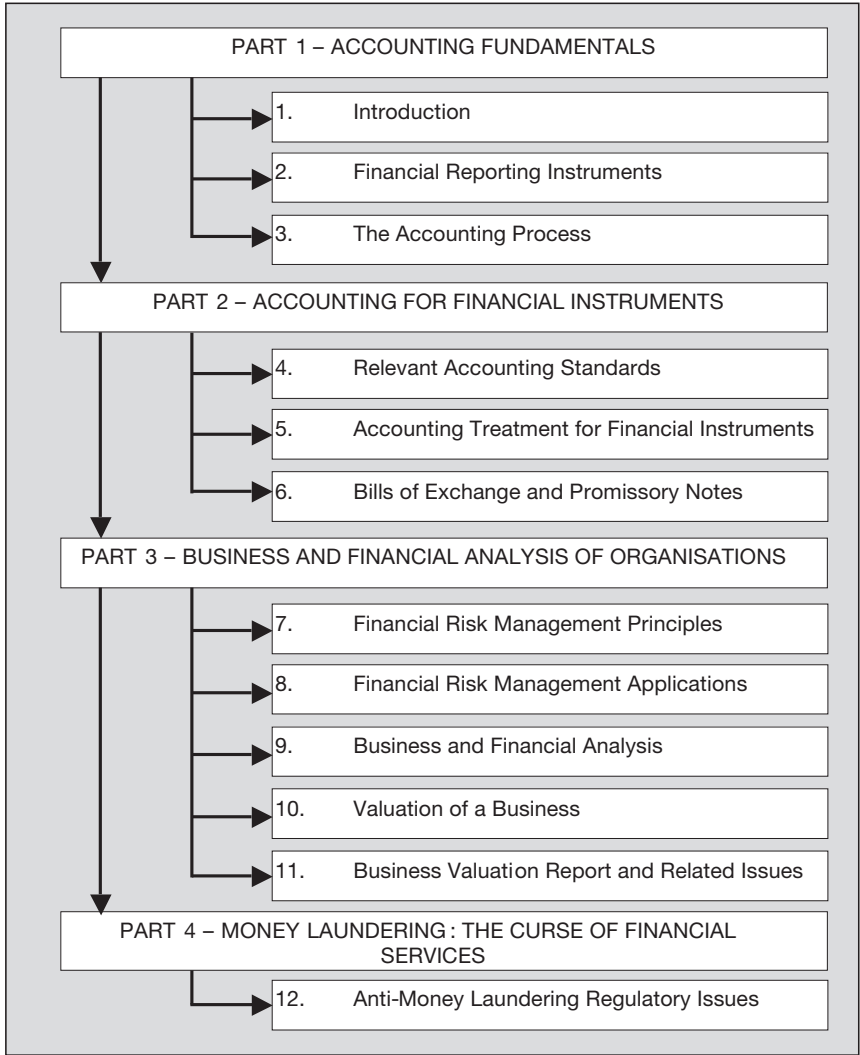 PART 1 – ACCOUNTING FUNDAMENTALS
1. Introduction
2. Financial Reporting Instruments
3. The Accounting Process
PART 2 – ACCOUNTING FOR FINANCIAL INSTRUMENTS
4. Relevant Accounting Standards
5. Accounting Treatment for Financial Instruments
6. Bills of Exchange and Promissory Notes
PART 3 – BUSINESS AND FINANCIAL ANALYSIS OF ORGANISATIONS
7. Financial Risk Management Principles
8. Financial Risk Management Applications
9. Business and Financial Analysis
10. Valuation of a Business
11. Business Valuation Report and Related Issues
PART 4 – MONEY LAUNDERING : THE CURSE OF FINANCIAL
SERVICES
12. Anti-Money Laundering Regulatory Issues